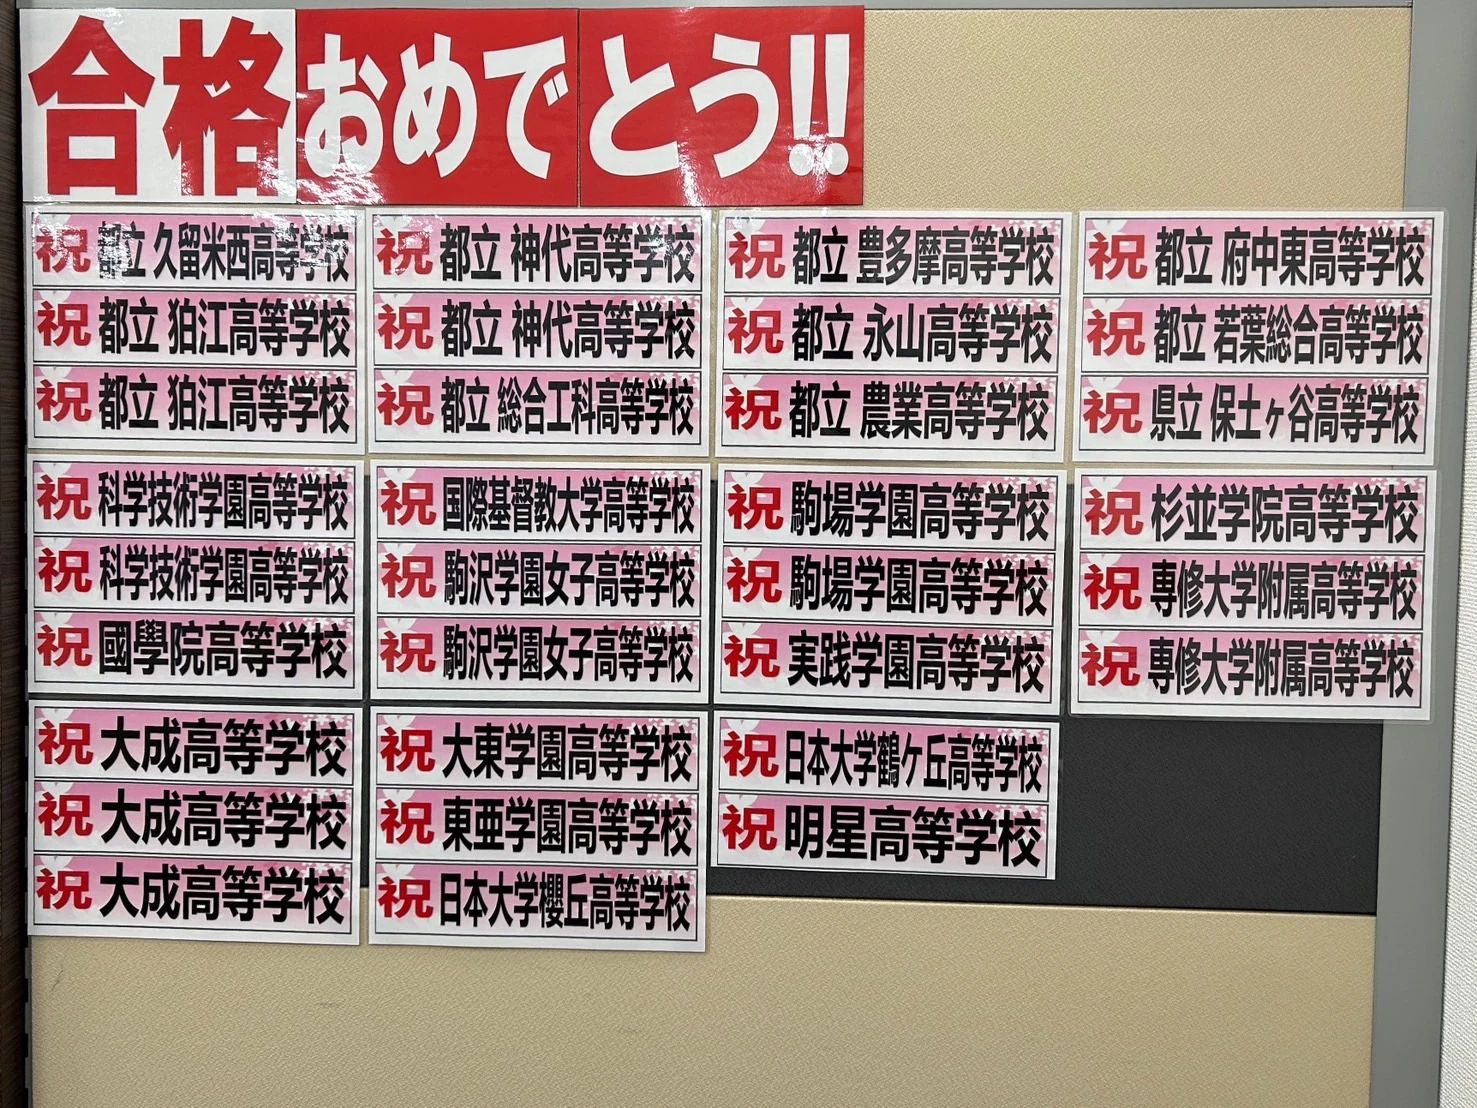 合格おめでとう!!
祝 都立 久留米西高等学校
祝 都立 狛江高等学校
祝 都立 狛江高等学校
祝 都立 神代高等学校
祝 都立 神代高等学校
祝 都立 総合工科高等学校
祝 都立 豊多摩高等学校
祝 都立 永山高等学校
祝 都立 農業高等学校
祝 都立 府中東高等学校
祝 都立 若葉総合高等学校
祝 県立 保土ヶ谷高等学校
祝 科学技術学園高等学校
祝 科学技術学園高等学校
祝 國學院高等学校
祝 国際基督教大学高等学校
祝 駒沢学園女子高等学校
祝 駒沢学園女子高等学校
祝 駒場学園高等学校
祝 駒場学園高等学校
祝 実践学園高等学校
祝 杉並学院高等学校
祝 専修大学附属高等学校
祝 専修大学附属高等学校
祝 大成高等学校
祝 大成高等学校
祝 大成高等学校
祝 大東学園高等学校
祝 東亜学園高等学校
祝 日本大学櫻丘高等学校
祝 日本大学鶴ケ丘高等学校
祝 明星高等学校